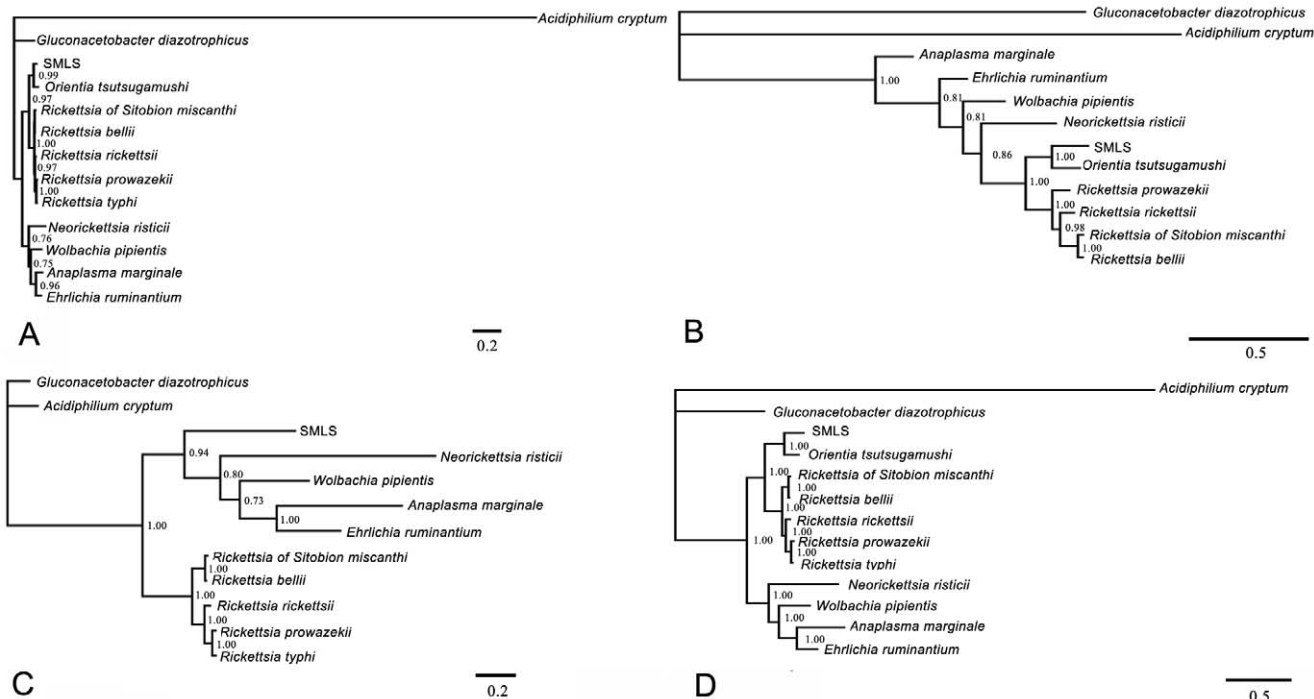 Acidiphilium cryptum
Gluconacetobacter diazotrophicus
SMLS
0.99
Orientia tsutsugamushi
0.97
Rickettsia of Sitobion miscanthi
Rickettsia bellii
1.00
Rickettsia rickettsii
0.97
Rickettsia prowazekii
1.00
Rickettsia typhi
Neorickettsia risticii
0.76
Wolbachia pipientis
0.75
Anaplasma marginale
0.96
Ehrlichia ruminantium
A
0.2
Gluconacetobacter diazotrophicus
Acidiphilium cryptum
Anaplasma marginale
1.00
Ehrlichia ruminantium
0.81
Wolbachia pipientis
0.81
Neorickettsia risticii
0.86
SMLS
1.00
Orientia tsutsugamushi
1.00
Rickettsia prowazekii
1.00
Rickettsia rickettsii
0.98
Rickettsia of Sitobion miscanthi
1.00
Rickettsia bellii
B
0.5
Gluconacetobacter diazotrophicus
Acidiphilium cryptum
SMLS
0.94
Neorickettsia risticii
0.80
Wolbachia pipientis
0.73
Anaplasma marginale
1.00
Ehrlichia ruminantium
1.00
Rickettsia of Sitobion miscanthi
1.00
Rickettsia bellii
1.00
Rickettsia rickettsii
1.00
Rickettsia prowazekii
1.00
Rickettsia typhi
C
0.2
Acidiphilium cryptum
Gluconacetobacter diazotrophicus
SMLS
1.00
Orientia tsutsugamushi
1.00
Rickettsia of Sitobion miscanthi
1.00
Rickettsia bellii
1.00
Rickettsia rickettsii
1.00
Rickettsia prowazekii
1.00
Rickettsia typhi
1.00
Neorickettsia risticii
1.00
Wolbachia pipientis
Anaplasma marginale
1.00
Ehrlichia ruminantium
D
0.5